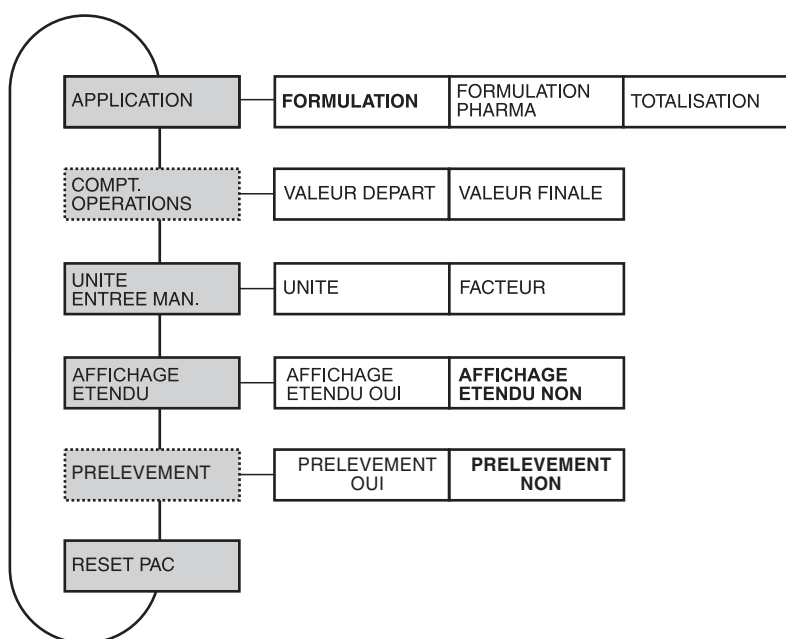 APPLICATION
FORMULATION
FORMULATION
PHARMA
TOTALISATION
COMPT.
OPERATIONS
VALEUR DEPART
VALEUR FINALE
UNITE
ENTREE MAN.
UNITE
FACTEUR
AFFICHAGE
ETENDU
AFFICHAGE
ETENDU OUI
AFFICHAGE
ETENDU NON
PRELEVEMENT
PRELEVEMENT
OUI
PRELEVEMENT
NON
RESET PAC